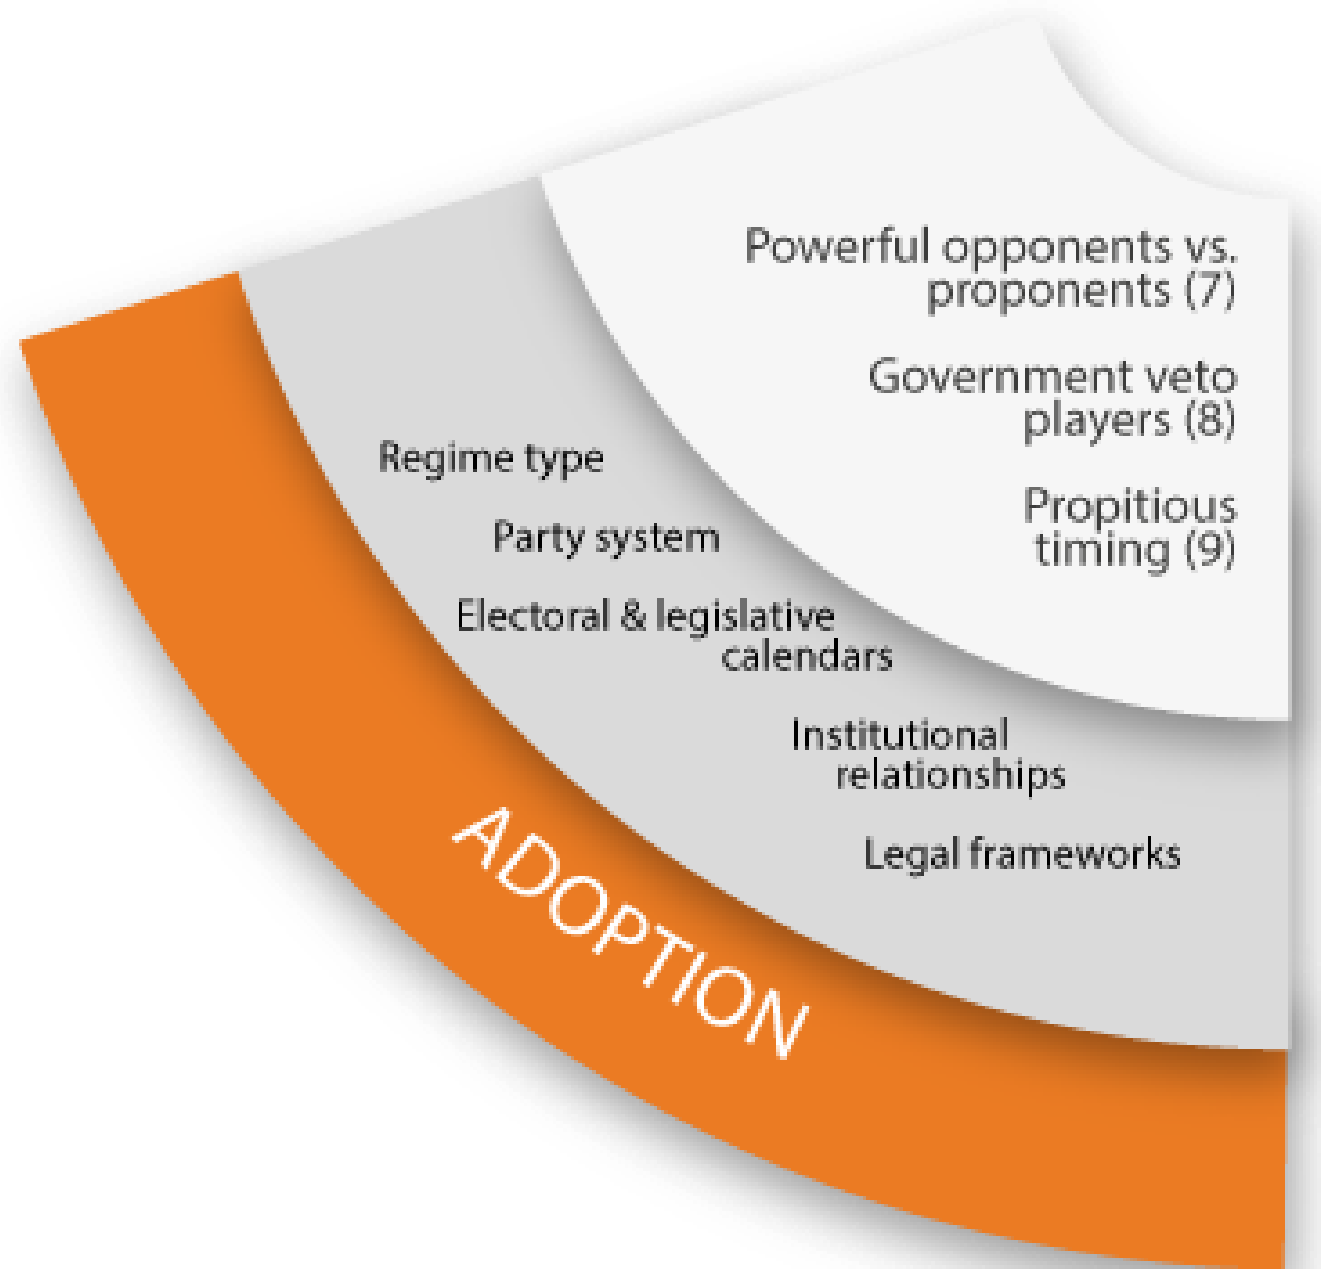 Powerful opponents vs.
proponents (7)
Government veto
players (8)
Propitious
timing (9)
Regime type
Party system
Electoral & legislative
calendars
Institutional
relationships
Legal frameworks
ADOPTION